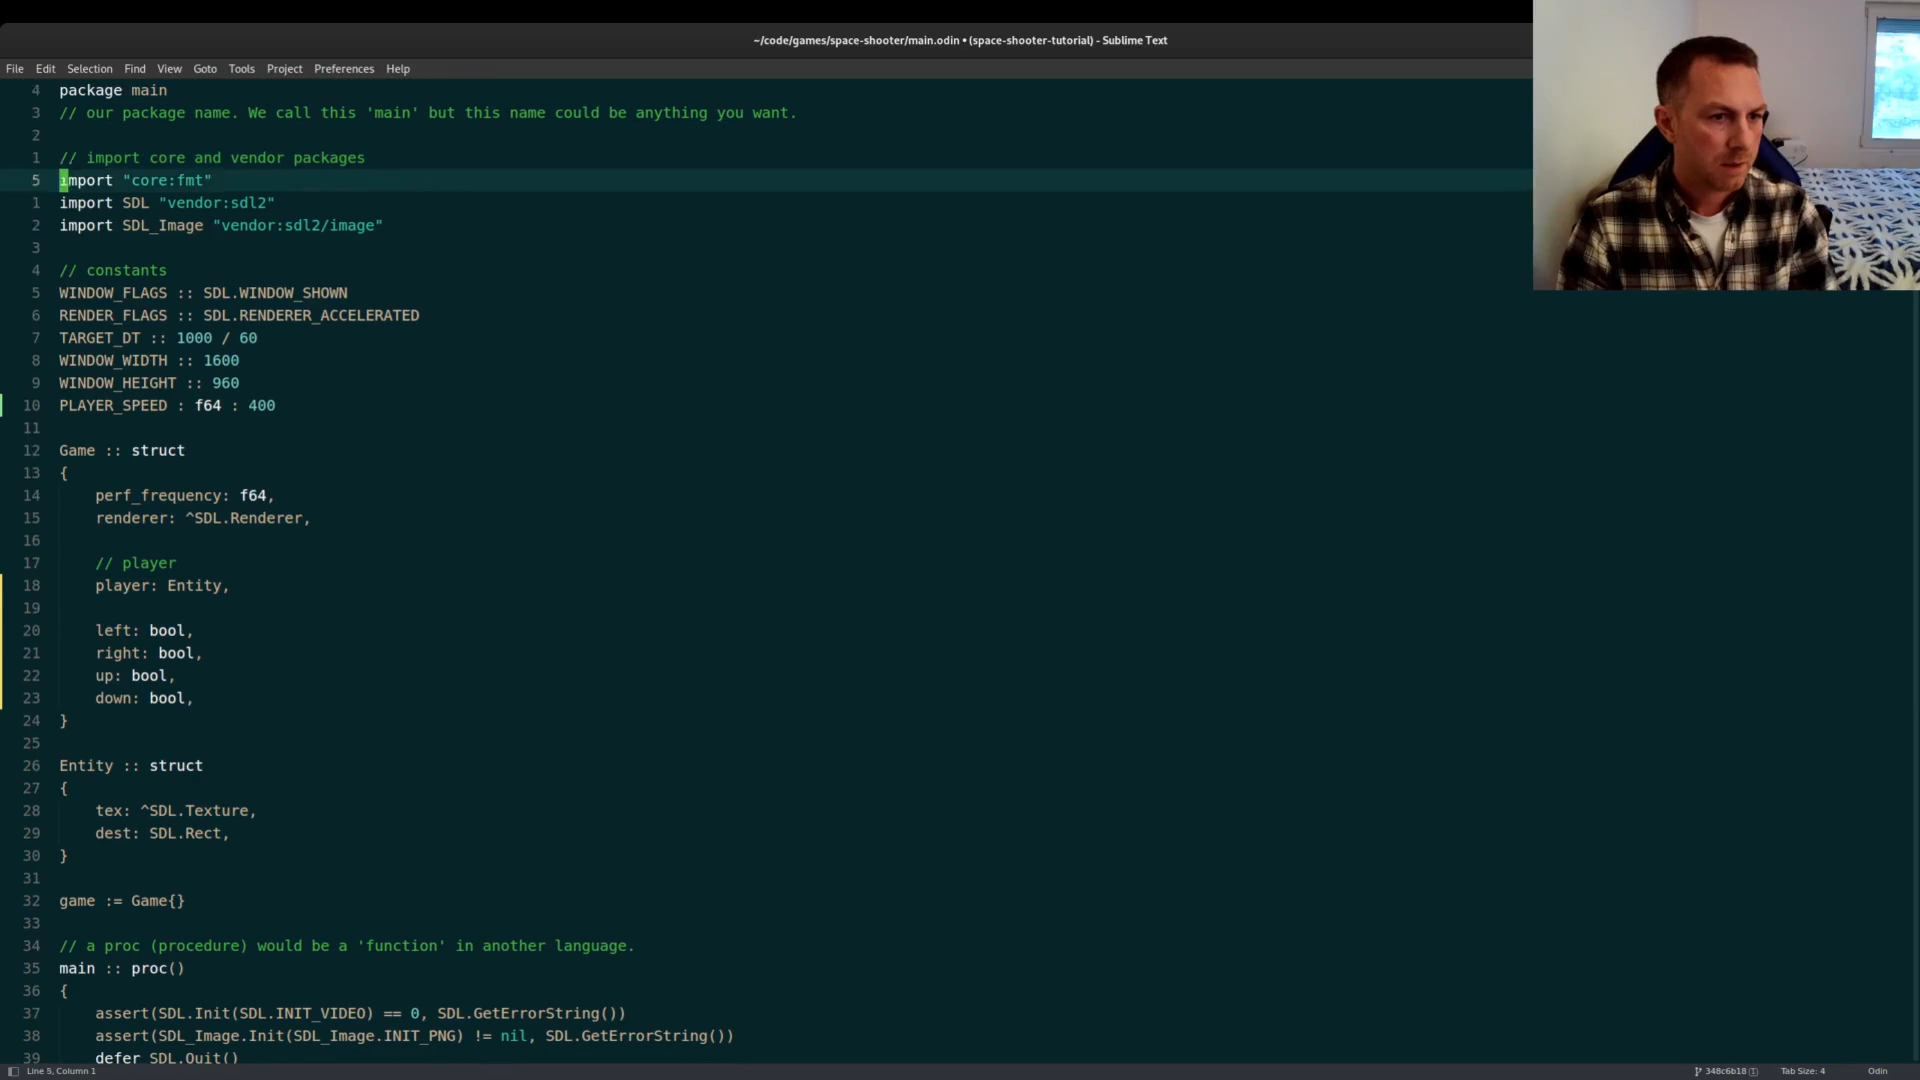 ~/code/games/space-shooter/main.odin • (space-shooter-tutorial) - Sublime Text
File Edit Selection Find View Goto Tools Project Preferences Help
4 package main
3 // our package name. We call this 'main' but this name could be anything you want.
2
1 // import core and vendor packages
5 import "core:fmt"
1 import SDL "vendor:sdl2"
2 import SDL_Image "vendor:sdl2/image"
3
4 // constants
5 WINDOW_FLAGS :: SDL.WINDOW_SHOWN
6 RENDER_FLAGS :: SDL.RENDERER_ACCELERATED
7 TARGET_DT :: 1000 / 60
8 WINDOW_WIDTH :: 1600
9 WINDOW_HEIGHT :: 960
10 PLAYER_SPEED : f64 : 400
11
12 Game :: struct
13 {
14 perf_frequency: f64,
15 renderer: ^SDL.Renderer,
16
17 // player
18 player: Entity,
19
20 left: bool,
21 right: bool,
22 up: bool,
23 down: bool,
24 }
25
26 Entity :: struct
27 {
28 tex: ^SDL.Texture,
29 dest: SDL.Rect,
30 }
31
32 game := Game{}
33
34 // a proc (procedure) would be a 'function' in another language.
35 main :: proc()
36 {
37 assert(SDL.Init(SDL.INIT_VIDEO) == 0, SDL.GetErrorString())
38 assert(SDL_Image.Init(SDL_Image.INIT_PNG) != nil, SDL.GetErrorString())
39 defer SDL.Quit()
Line 5, Column 1 348c6b18 1 Tab Size: 4 Odin